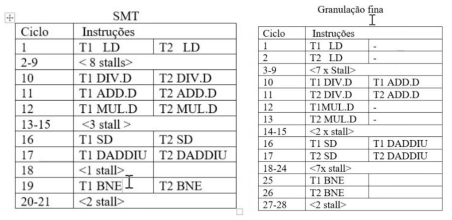 SMT
Ciclo Instruções
1 T1 LD T2 LD
2-9 < 8 stalls>
10 T1 DIV.D T2 DIV.D
11 T1 ADD.D T2 ADD.D
12 T1 MUL.D T2 MUL.D
13-15 <3 stall >
16 T1 SD T2 SD
17 T1 DADDIU T2 DADDIU
18 <1 stall>
19 T1 BNE T2 BNE
20-21 <2 stall>
Granulação fina
Ciclo Instruções
1 T1 LD -
2 T2 LD -
3-9 <7 x Stall>
10 T1 DIV.D T1 ADD.D
11 T2 DIV.D T2 ADD.D
12 T1MUL.D -
13 T2 MUL.D -
14-15 <2 x stall>
16 T1 SD T1 DADDIU
17 T2 SD T2 DADDIU
18-24 <7x stall>
25 T1 BNE
26 T2 BNE
27-28 <2 stall>